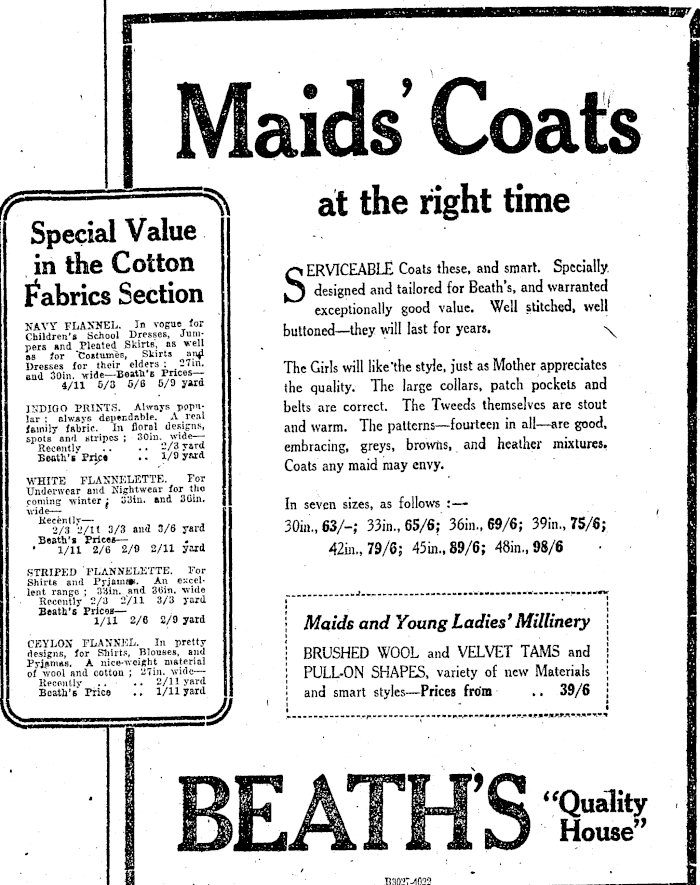 Maids' Coats
at the right time
SERVICEABLE Coats these, and smart. Specially
designed and tailored for Beath's, and warranted
exceptionally good value. Well stitched, well
buttoned—they will last for years.
The Girls will like the style, just as Mother appreciates
the quality. The large collars, patch pockets and
belts are correct. The Tweeds themselves are stout
and warm. The patterns—fourteen in all—are good,
embracing, greys, browns, and heather mixtures.
Coats any maid may envy.
In seven sizes, as follows :—
30in., 63/-; 33in., 65/6; 36in., 69/6; 39in., 75/6;
42in., 79/6; 45in., 89/6; 48in., 98/6
Maids and Young Ladies' Millinery
BRUSHED WOOL and VELVET TAMS and
PULL-ON SHAPES, variety of new Materials
and smart styles—Prices from .. 39/6
Special Value
in the Cotton
Fabrics Section
NAVY FLANNEL. In vogue for
Children's School Dresses, Jum-
pers and Pleated Skirts, as well
as for Costumes, Skirts and
Dresses for their elders ; 27in.
and 30in. wide—Beath's Prices—
4/11 5/3 5/6 5/9 yard
INDIGO PRINTS. Always popu-
lar ; always dependable. A real
family fabric. In floral designs,
spots and stripes ; 30in. wide—
Recently .. .. 2/3 yard
Beath's Price .. 1/9 yard
WHITE FLANNELETTE. For
Underwear and Nightwear for the
coming winter ; 33in. and 36in.
wide—
Recently—
2/3 2/11 3/3 and 3/6 yard
Beath's Prices—
1/11 2/6 2/9 2/11 yard
STRIPED FLANNELETTE. For
Shirts and Pyjamas. An excel-
lent range ; 33in. and 36in. wide
Recently 2/3 2/11 3/3 yard
Beath's Prices—
1/11 2/6 2/9 yard
CEYLON FLANNEL. In pretty
designs, for Shirts, Blouses, and
Pyjamas. A nice-weight material
of wool and cotton ; 27in. wide—
Recently .. .. 2/11 yard
Beath's Price .. 1/11 yard
BEATH'S "Quality
House"
B3027-4022